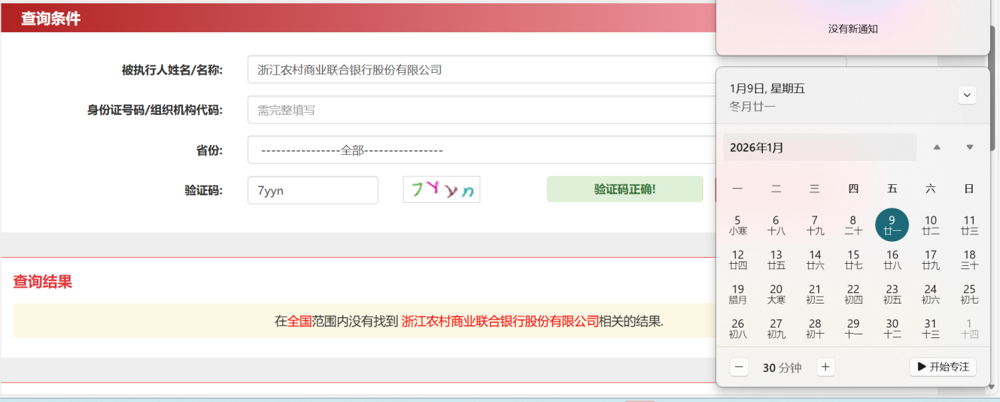 查询条件
没有新通知
被执行人姓名/名称: 浙江农村商业联合银行股份有限公司
身份证号码/组织机构代码: 需完整填写
省份: ----------------全部----------------
验证码: 7yyn 7Yyn 验证码正确!
查询结果
在全国范围内没有找到 浙江农村商业联合银行股份有限公司相关的结果.
1月9日, 星期五
冬月廿一
2026年1月
一 二 三 四 五 六 日
5 6 7 8 9 10 11
小寒 十八 十九 二十 廿一 廿二 廿三
12 13 14 15 16 17 18
廿四 廿五 廿六 廿七 廿八 廿九 三十
19 20 21 22 23 24 25
腊月 大寒 初三 初四 初五 初六 初七
26 27 28 29 30 31 1
初八 初九 初十 十一 十二 十三 十四
30 分钟 开始专注